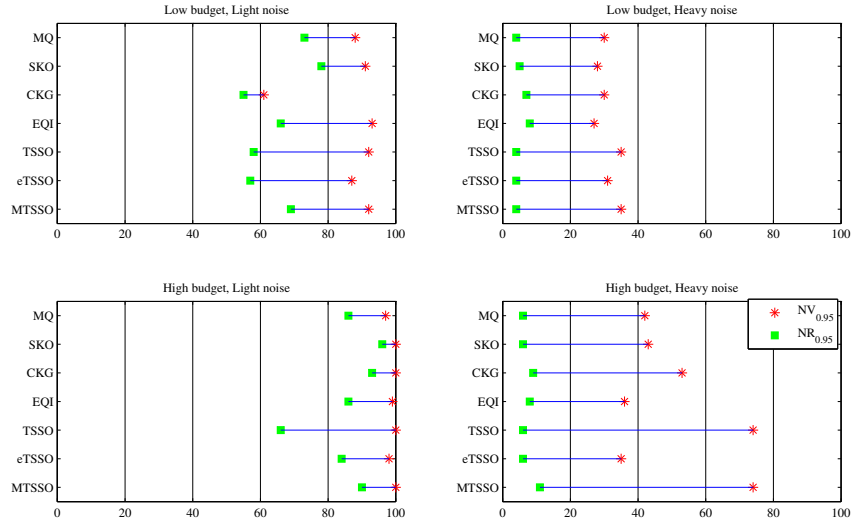 Low budget, Light noise
MQ
SKO
CKG
EQI
TSSO
eTSSO
MTSSO
0 20 40 60 80 100
Low budget, Heavy noise
MQ
SKO
CKG
EQI
TSSO
eTSSO
MTSSO
0 20 40 60 80 100
High budget, Light noise
MQ
SKO
CKG
EQI
TSSO
eTSSO
MTSSO
0 20 40 60 80 100
High budget, Heavy noise
NV0.95
NR0.95
MQ
SKO
CKG
EQI
TSSO
eTSSO
MTSSO
0 20 40 60 80 100